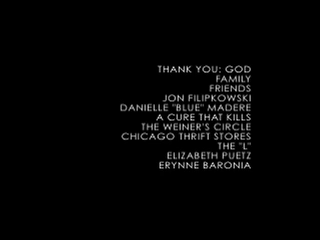 THANK YOU: GOD
FAMILY
FRIENDS
JON FILIPKOWSKI
DANIELLE "BLUE" MADERE
A CURE THAT KILLS
THE WEINER'S CIRCLE
CHICAGO THRIFT STORES
THE "L"
ELIZABETH PUETZ
ERYNNE BARONIA